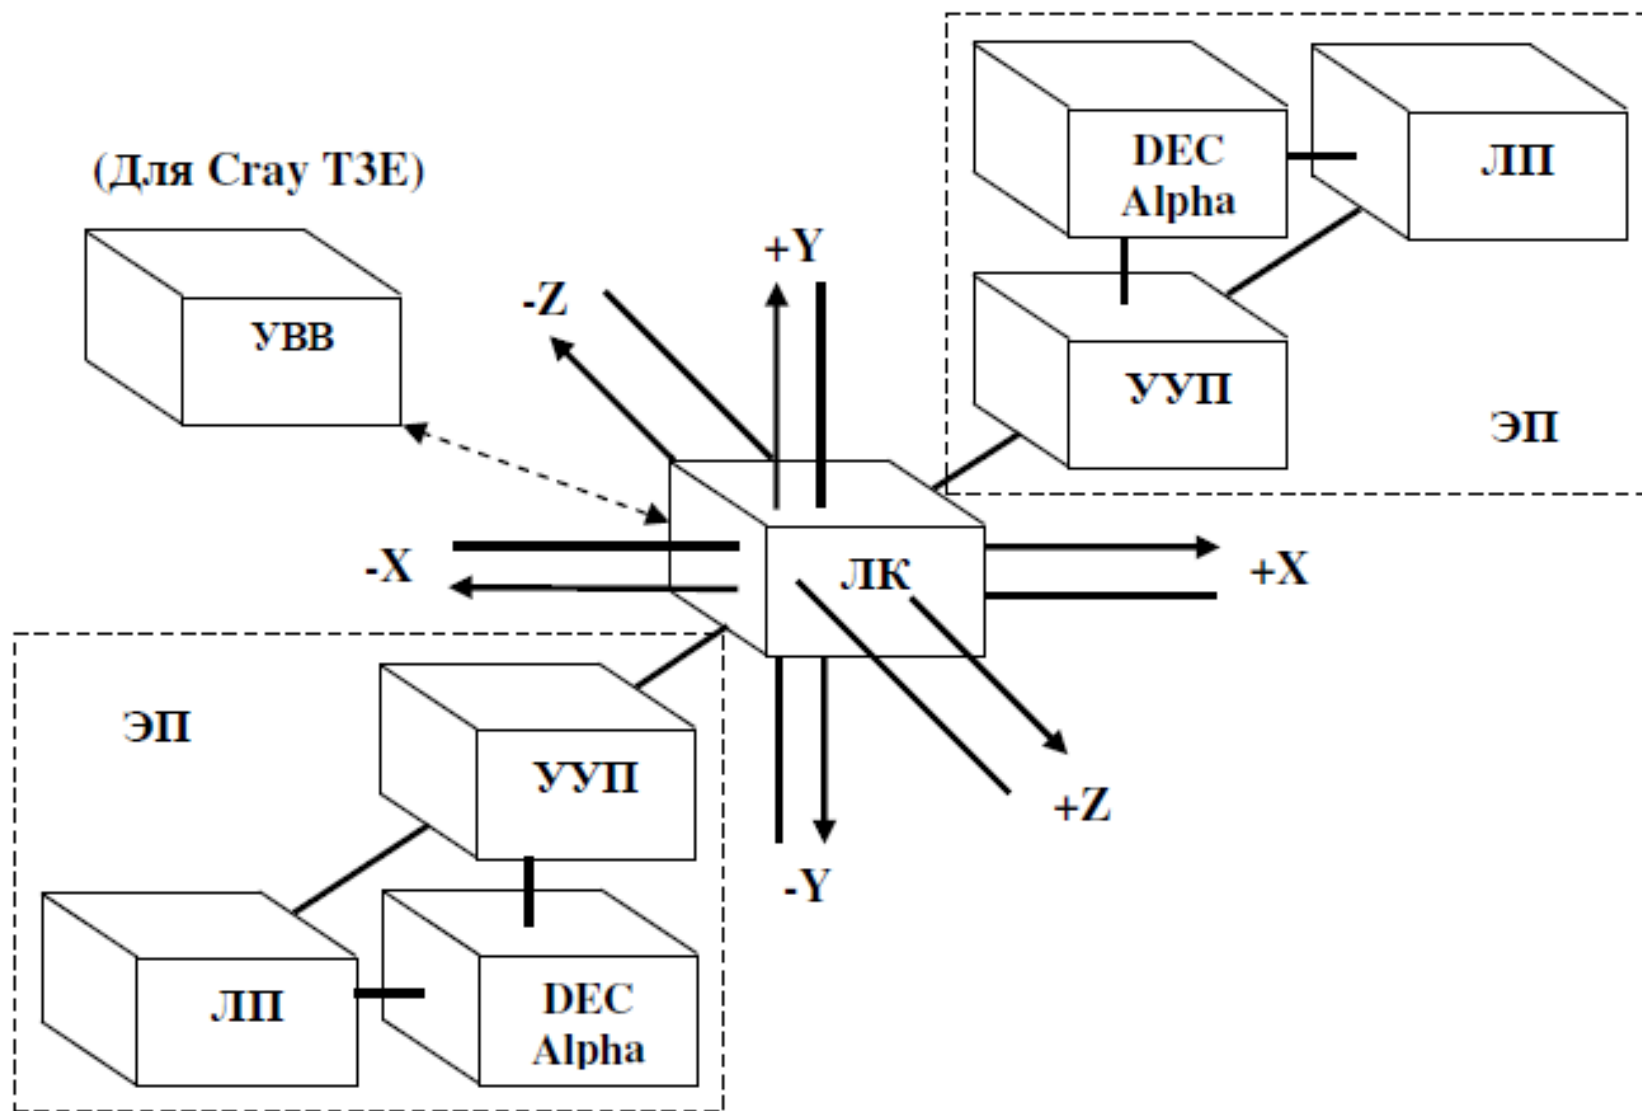 (Для Cray T3E)
DEC
Alpha
ЛП
+Y
-Z
УВВ
УУП
ЭП
-X
ЛК
+X
ЭП
УУП
+Z
-Y
ЛП
DEC
Alpha